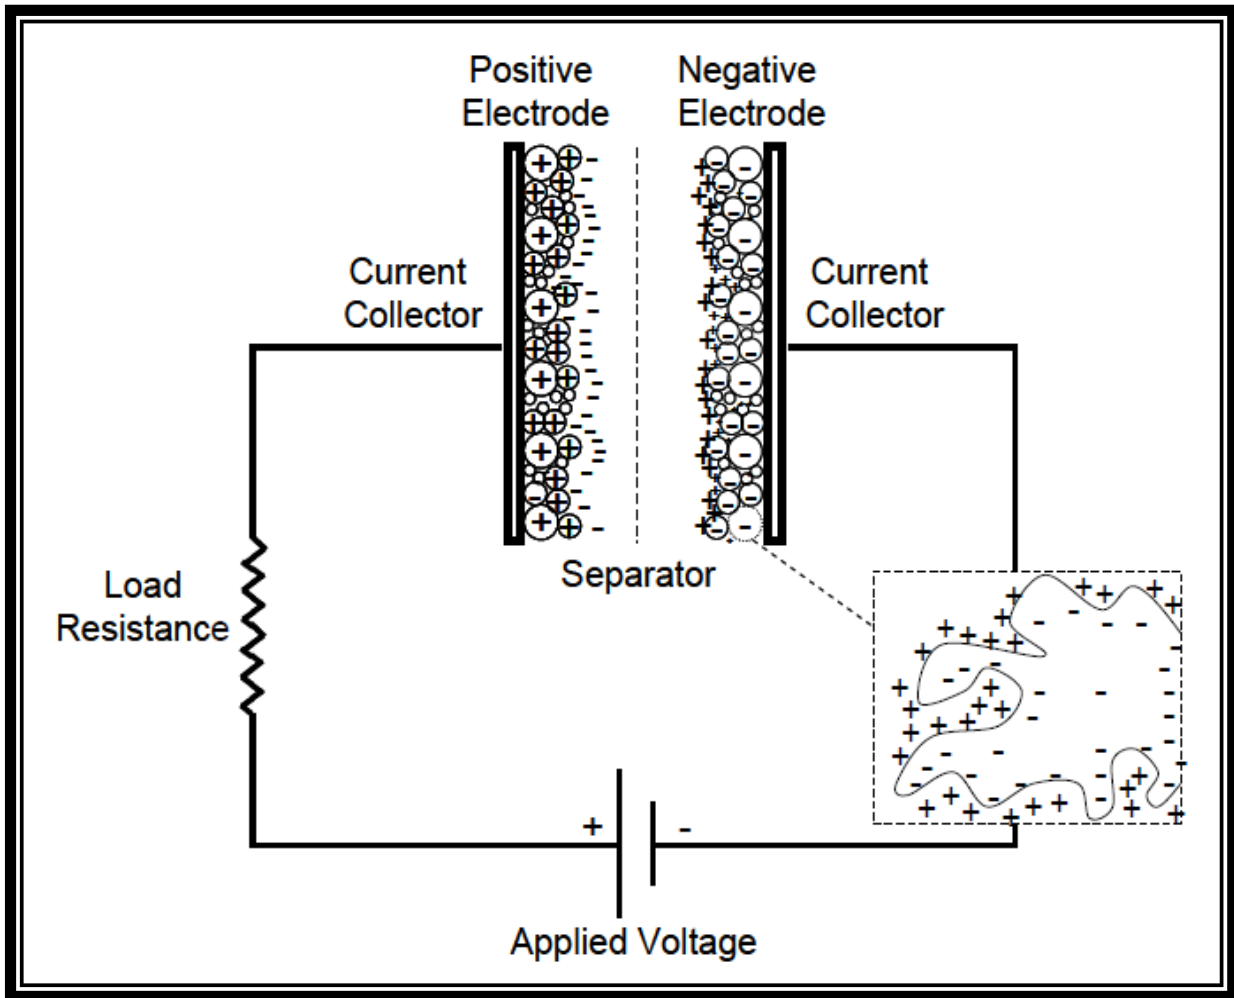 Positive
Electrode
Negative
Electrode
Current
Collector
Current
Collector
Separator
Load
Resistance
+
-
Applied Voltage